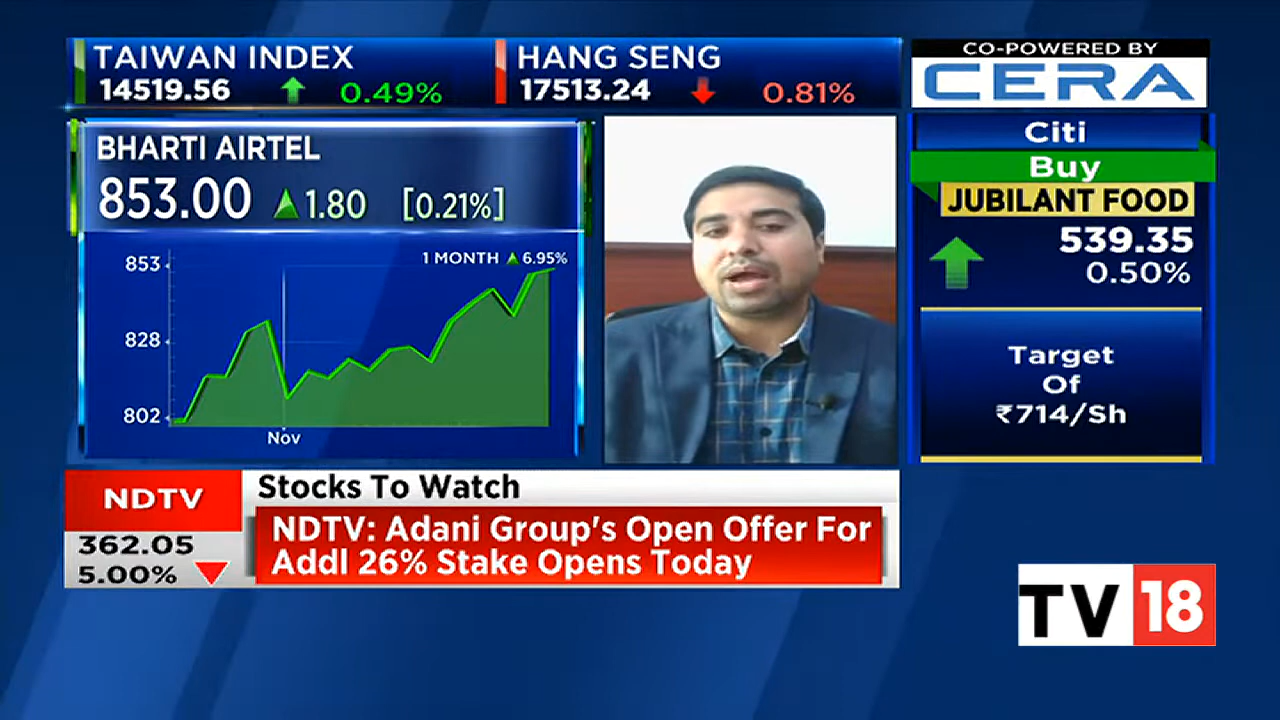 TAIWAN INDEX
14519.56 0.49%
HANG SENG
17513.24 0.81%
CO-POWERED BY
CERA
BHARTI AIRTEL
853.00 1.80 [0.21%]
1 MONTH 6.95%
853
828
802
Nov
Citi
Buy
JUBILANT FOOD
539.35
0.50%
Target
Of
₹714/Sh
NDTV
362.05
5.00%
Stocks To Watch
NDTV: Adani Group's Open Offer For
Addl 26% Stake Opens Today
TV18